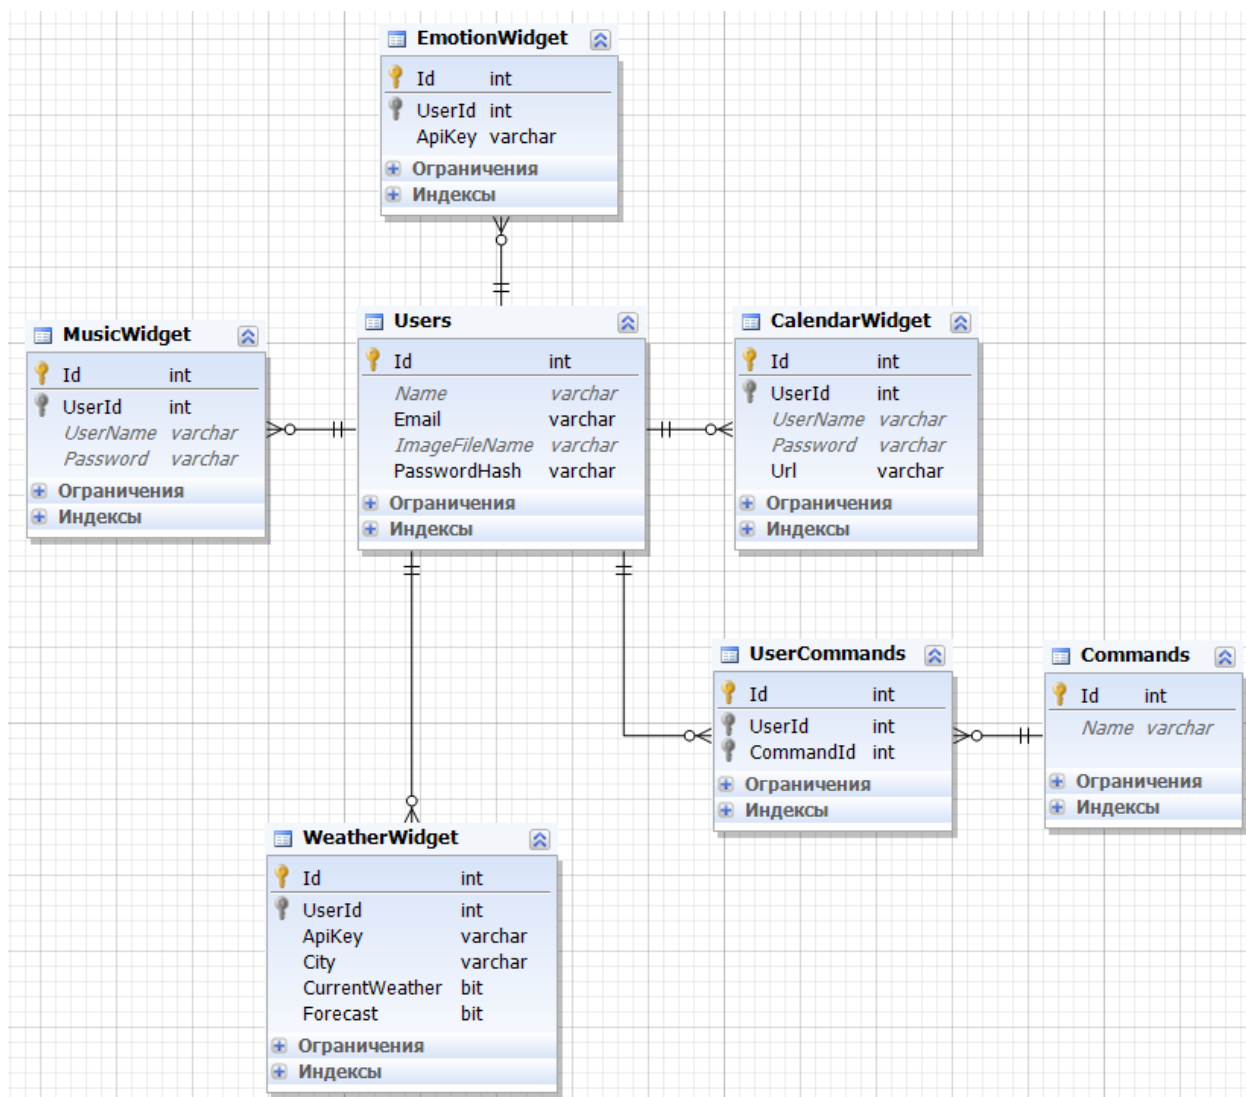 EmotionWidget
Id int
UserId int
ApiKey varchar
Ограничения
Индексы
MusicWidget
Id int
UserId int
UserName varchar
Password varchar
Ограничения
Индексы
Users
Id int
Name varchar
Email varchar
ImageFileName varchar
PasswordHash varchar
Ограничения
Индексы
CalendarWidget
Id int
UserId int
UserName varchar
Password varchar
Url varchar
Ограничения
Индексы
UserCommands
Id int
UserId int
CommandId int
Ограничения
Индексы
Commands
Id int
Name varchar
Ограничения
Индексы
WeatherWidget
Id int
UserId int
ApiKey varchar
City varchar
CurrentWeather bit
Forecast bit
Ограничения
Индексы